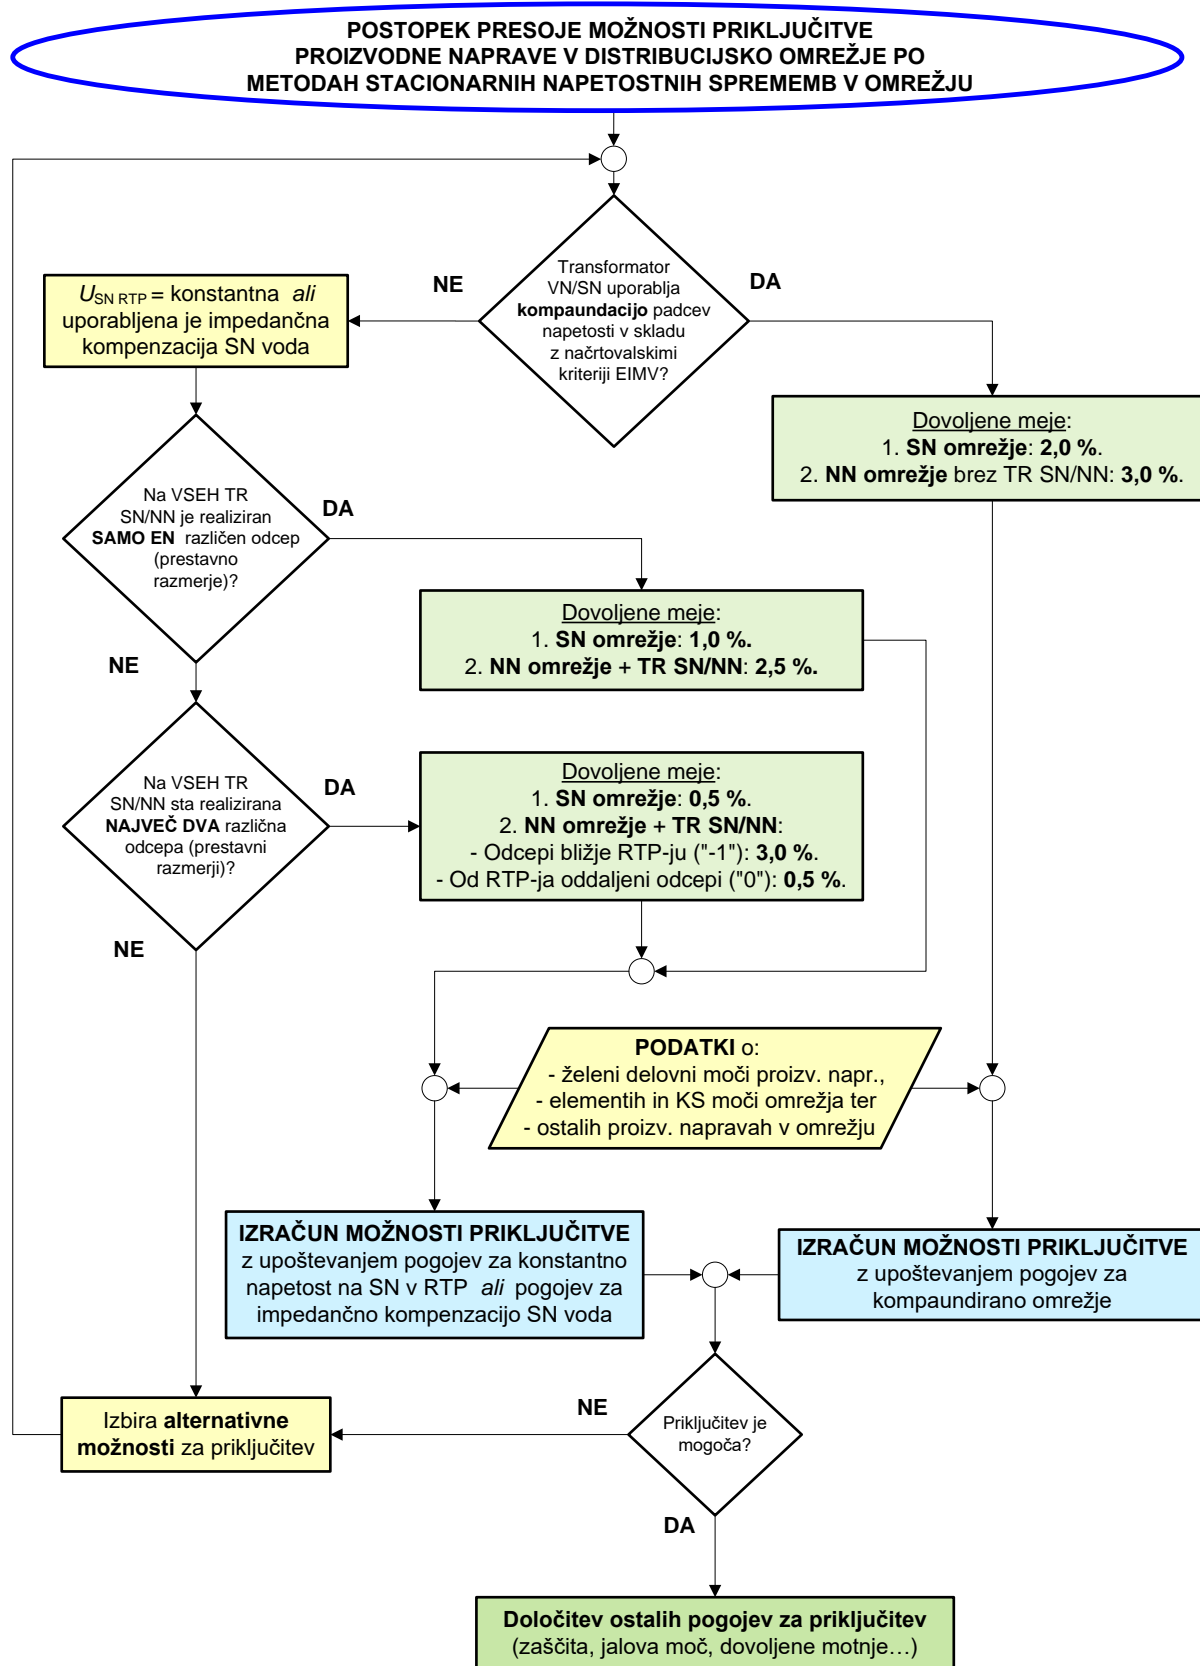 POSTOPEK PRESOJE MOŽNOSTI PRIKLJUČITVE
PROIZVODNE NAPRAVE V DISTRIBUCIJSKO OMREŽJE PO
METODAH STACIONARNIH NAPETOSTNIH SPREMEMB V OMREŽJU
Transformator
VN/SN uporablja
kompaundacijo padcev
napetosti v skladu
z načrtovalskimi
kriteriji EIMV?
NE
DA
USN RTP = konstantna ali
uporabljena je impedančna
kompenzacija SN voda
Dovoljene meje:
1. SN omrežje: 2,0 %.
2. NN omrežje brez TR SN/NN: 3,0 %.
Na VSEH TR
SN/NN je realiziran
SAMO EN različen odcep
(prestavno
razmerje)?
DA
NE
Dovoljene meje:
1. SN omrežje: 1,0 %.
2. NN omrežje + TR SN/NN: 2,5 %.
Na VSEH TR
SN/NN sta realizirana
NAJVEČ DVA različna
odcepa (prestavni
razmerji)?
DA
NE
Dovoljene meje:
1. SN omrežje: 0,5 %.
2. NN omrežje + TR SN/NN:
- Odcepi bližje RTP-ju ("-1"): 3,0 %.
- Od RTP-ja oddaljeni odcepi ("0"): 0,5 %.
PODATKI o:
- želeni delovni moči proizv. napr.,
- elementih in KS moči omrežja ter
- ostalih proizv. napravah v omrežju
IZRAČUN MOŽNOSTI PRIKLJUČITVE
z upoštevanjem pogojev za konstantno
napetost na SN v RTP ali pogojev za
impedančno kompenzacijo SN voda
IZRAČUN MOŽNOSTI PRIKLJUČITVE
z upoštevanjem pogojev za
kompaundirano omrežje
Priključitev je
mogoča?
NE
DA
Izbira alternativne
možnosti za priključitev
Določitev ostalih pogojev za priključitev
(zaščita, jalova moč, dovoljene motnje…)